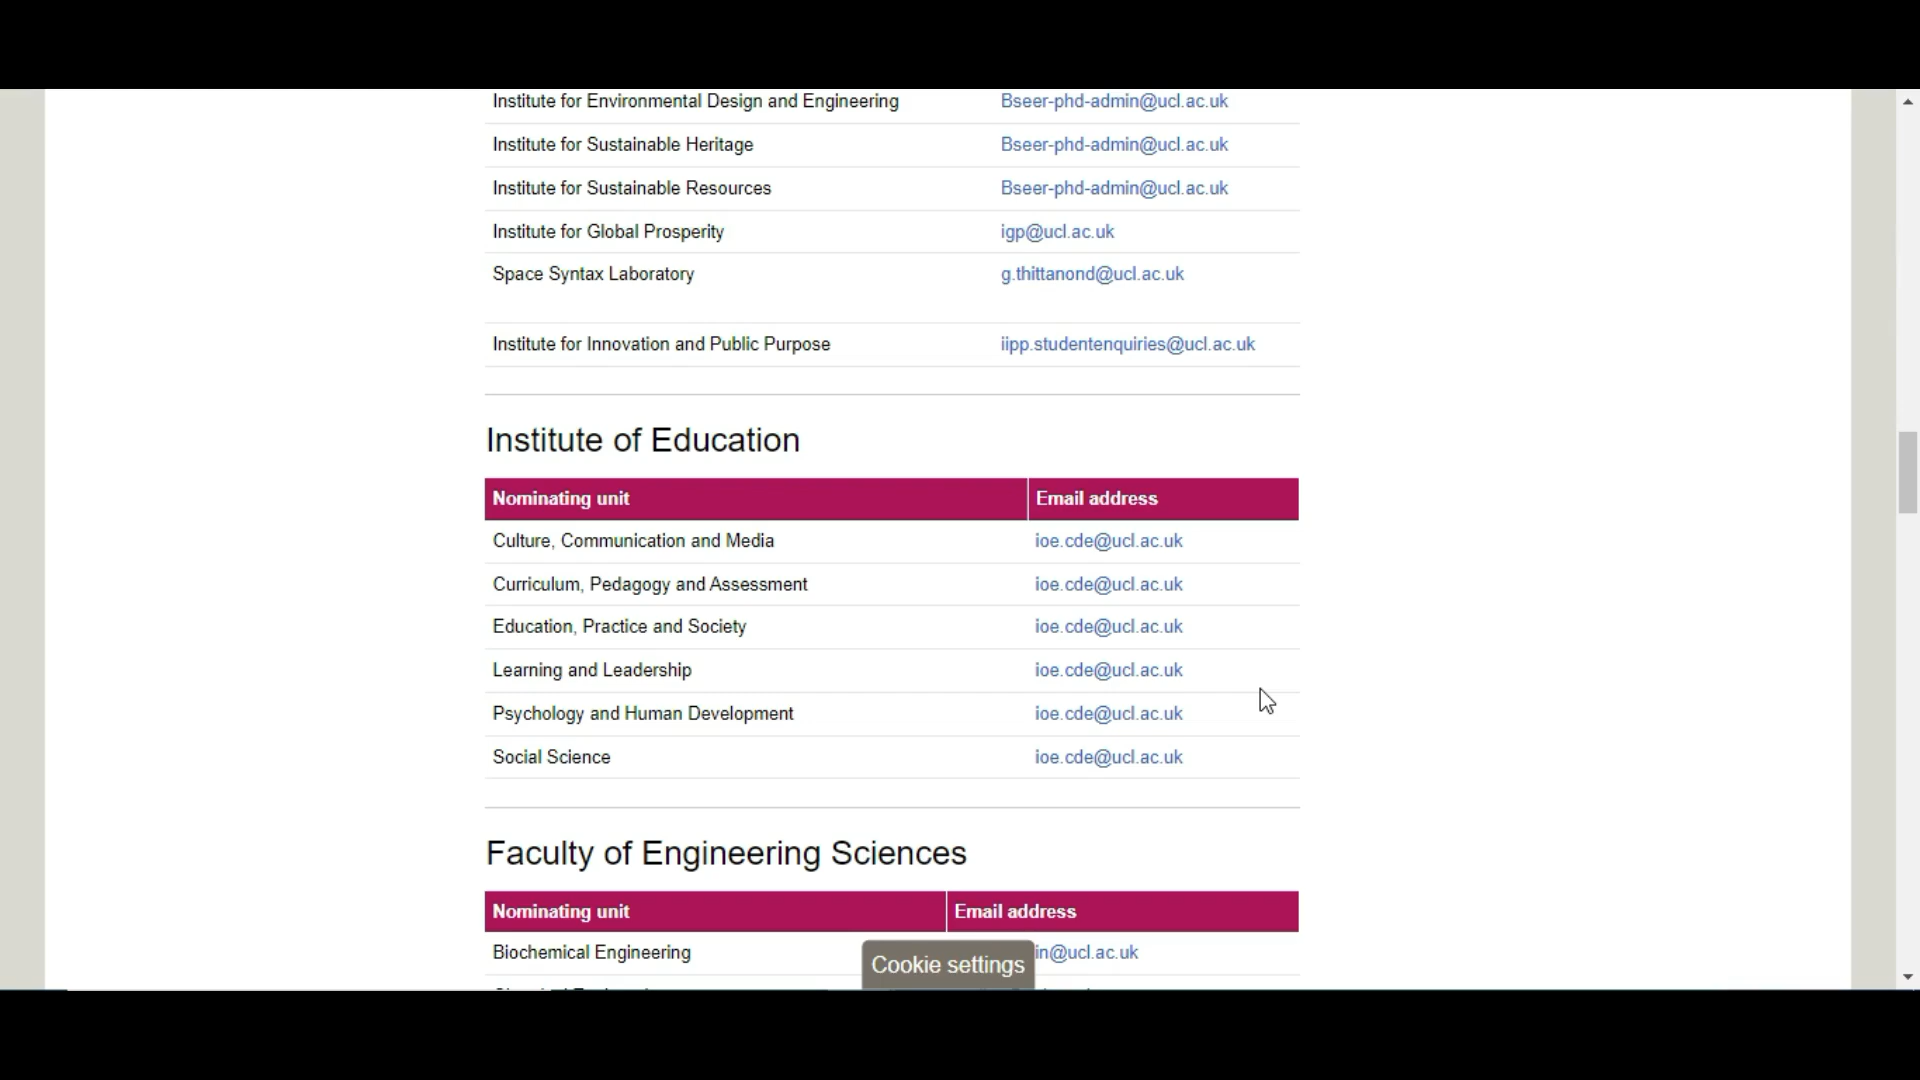 Institute for Environmental Design and Engineering Bseer-phd-admin@ucl.ac.uk
Institute for Sustainable Heritage Bseer-phd-admin@ucl.ac.uk
Institute for Sustainable Resources Bseer-phd-admin@ucl.ac.uk
Institute for Global Prosperity igp@ucl.ac.uk
Space Syntax Laboratory g.thittanond@ucl.ac.uk
Institute for Innovation and Public Purpose iipp.studentenquiries@ucl.ac.uk
Institute of Education
Nominating unit Email address
Culture, Communication and Media ioe.cde@ucl.ac.uk
Curriculum, Pedagogy and Assessment ioe.cde@ucl.ac.uk
Education, Practice and Society ioe.cde@ucl.ac.uk
Learning and Leadership ioe.cde@ucl.ac.uk
Psychology and Human Development ioe.cde@ucl.ac.uk
Social Science ioe.cde@ucl.ac.uk
Faculty of Engineering Sciences
Nominating unit Email address
Biochemical Engineering in@ucl.ac.uk
Cookie settings